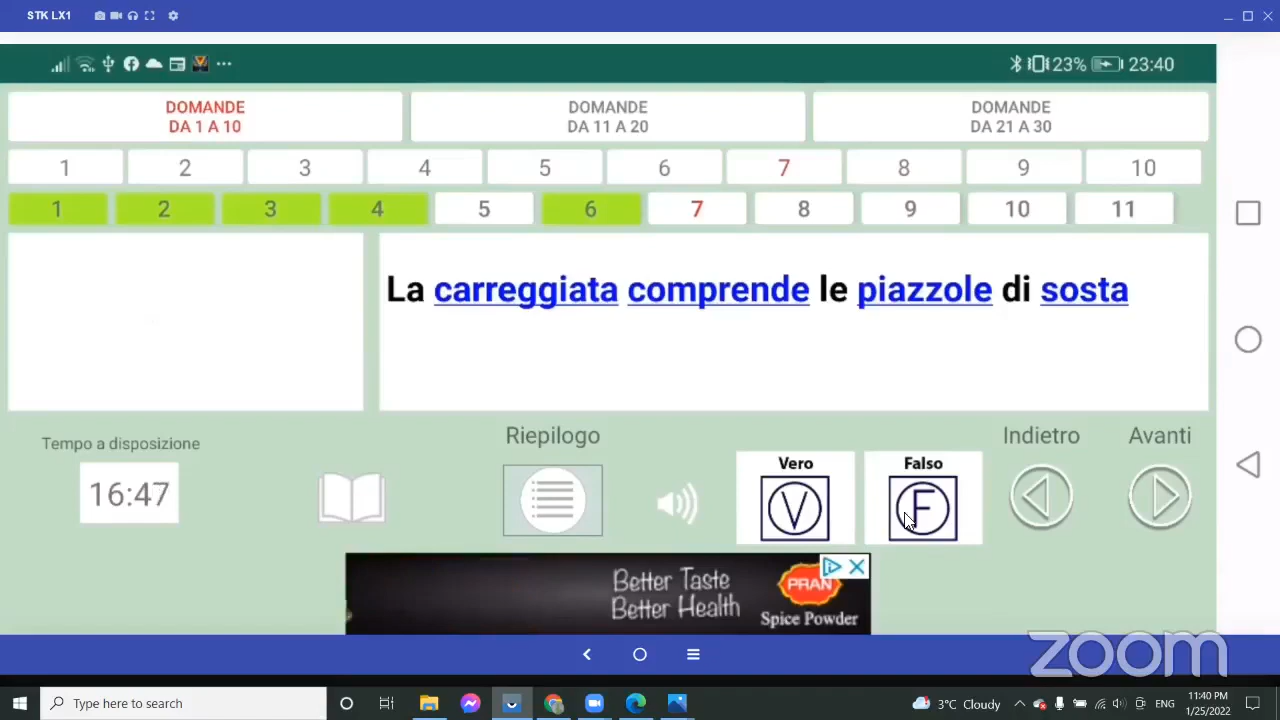 STK LX1
23% 23:40
DOMANDE
DA 1 A 10
DOMANDE
DA 11 A 20
DOMANDE
DA 21 A 30
1 2 3 4 5 6 7 8 9 10
1 2 3 4 5 6 7 8 9 10 11
La carreggiata comprende le piazzole di sosta
Tempo a disposizione
16:47
Riepilogo
Vero
V
Falso
F
Indietro
Avanti
Better Taste
Better Health
PRAN
Spice Powder
zoom
Type here to search
3°C Cloudy
ENG
11:40 PM
1/25/2022